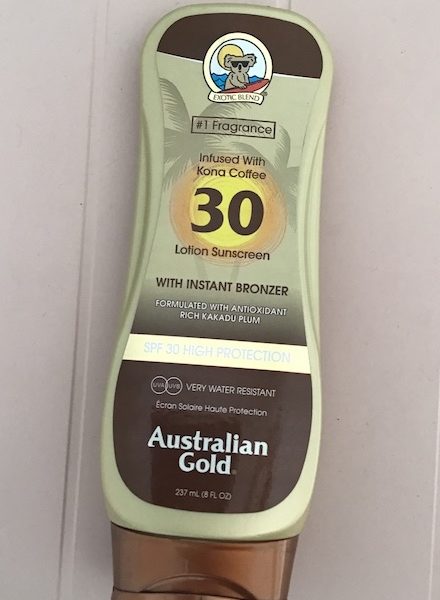 EXOTIC BLEND
#1 Fragrance
Infused With
Kona Coffee
30
Lotion Sunscreen
WITH INSTANT BRONZER
FORMULATED WITH ANTIOXIDANT
RICH KAKADU PLUM
SPF 30 HIGH PROTECTION
UVA UVB VERY WATER RESISTANT
Écran Solaire Haute Protection
Australian
Gold
237 mL (8 FL OZ)